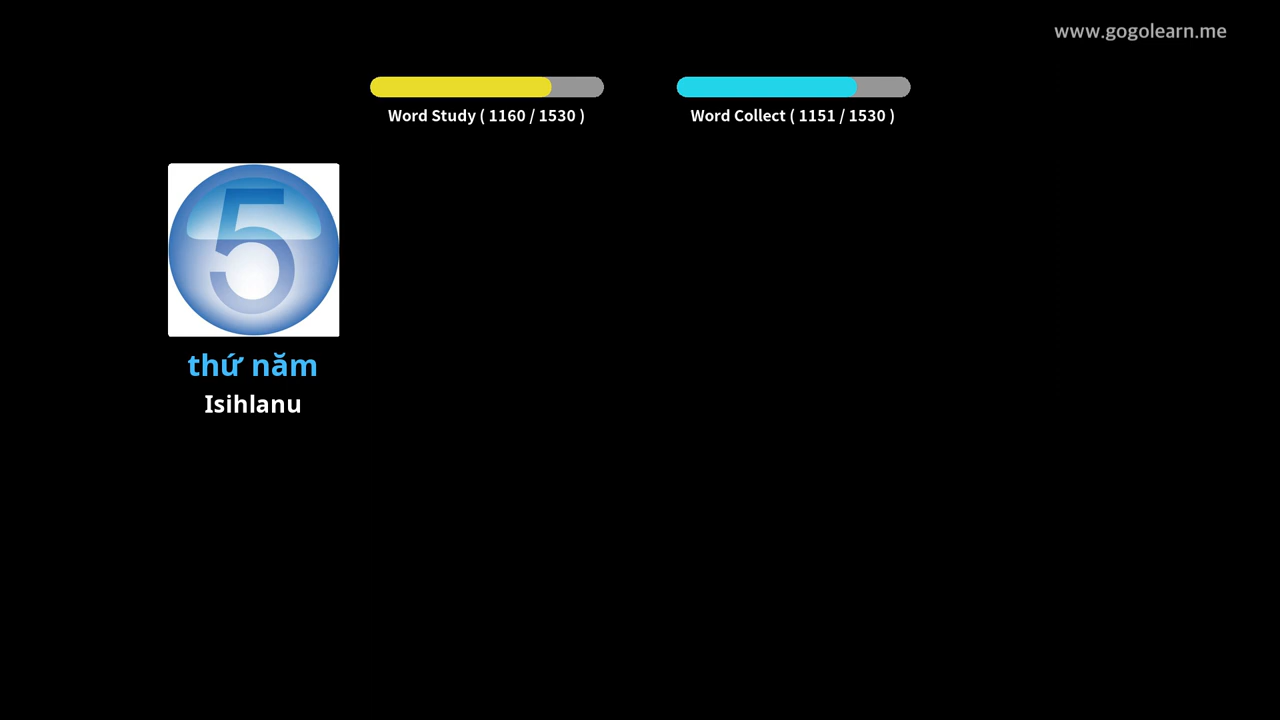 www.gogolearn.me
Word Study ( 1160 / 1530 )
Word Collect ( 1151 / 1530 )
5
thứ năm
Isihlanu